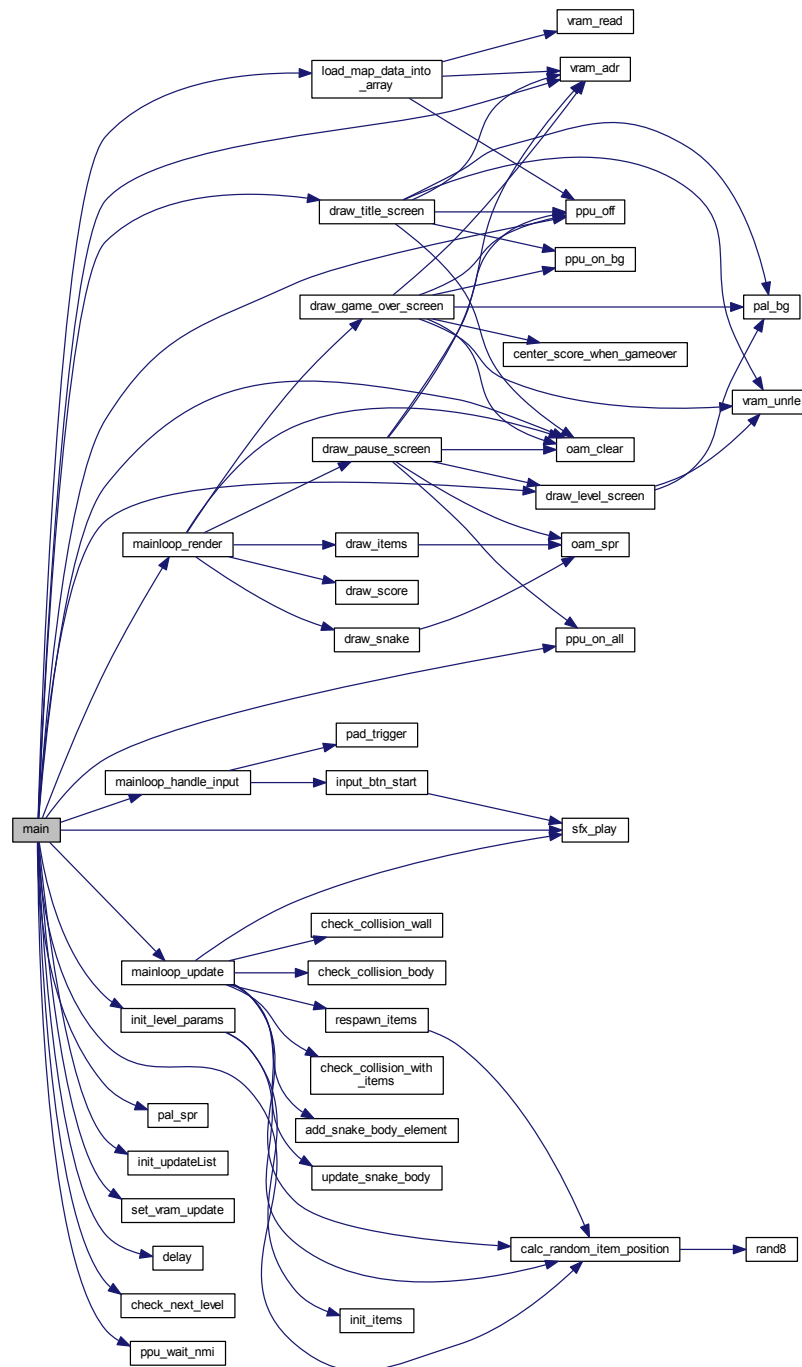 vram_read
load_map_data_into
_array
vram_adr
draw_title_screen
ppu_off
ppu_on_bg
draw_game_over_screen
pal_bg
center_score_when_gameover
vram_unrle
draw_pause_screen
oam_clear
draw_level_screen
mainloop_render
draw_items
oam_spr
draw_score
draw_snake
ppu_on_all
pad_trigger
mainloop_handle_input
input_btn_start
main
sfx_play
check_collision_wall
mainloop_update
check_collision_body
init_level_params
respawn_items
check_collision_with
_items
pal_spr
add_snake_body_element
init_updateList
update_snake_body
set_vram_update
delay
calc_random_item_position
rand8
check_next_level
init_items
ppu_wait_nmi